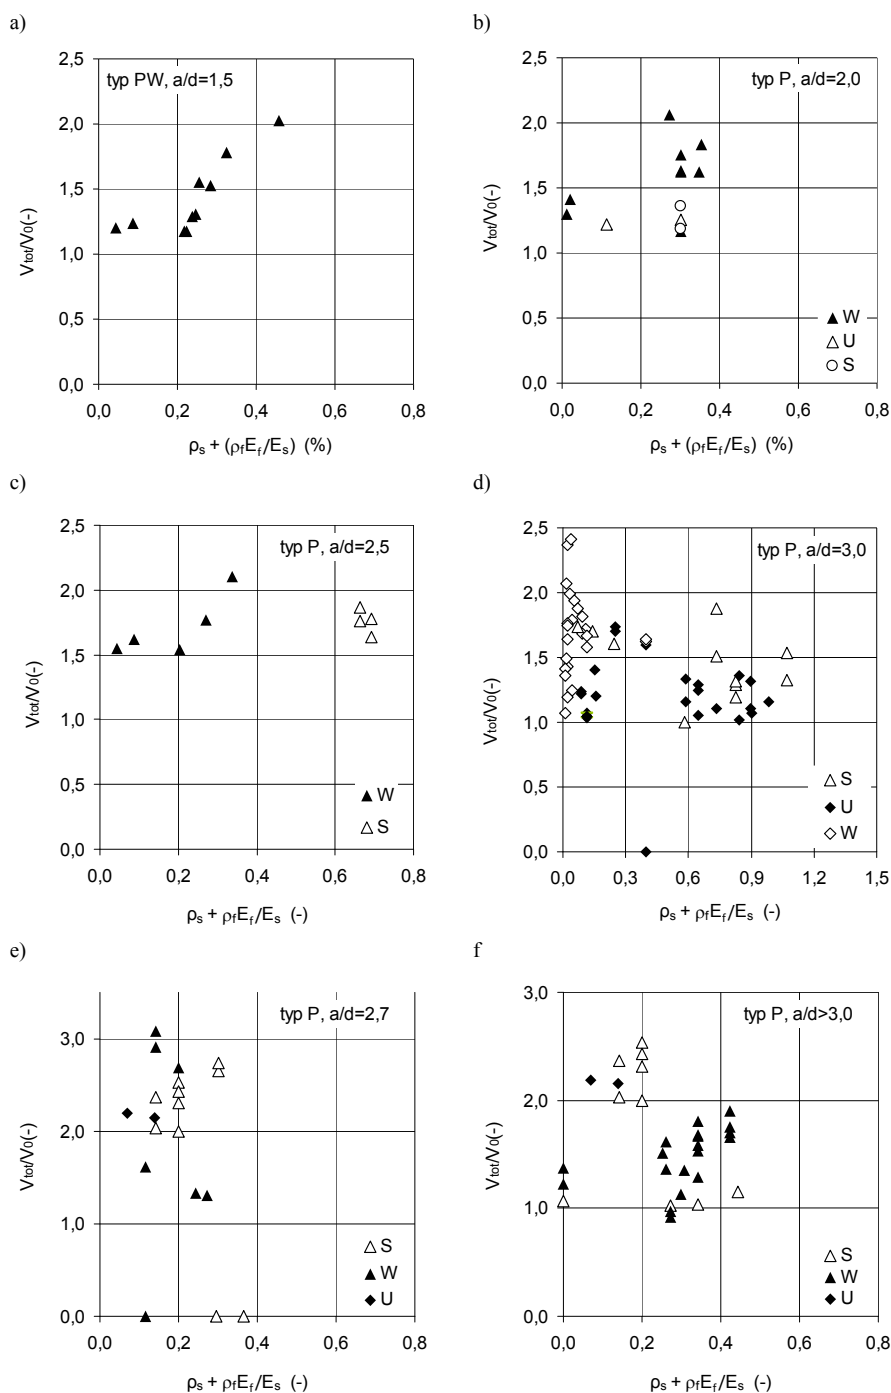 a)
typ PW, a/d=1,5
2,5
2,0
1,5
1,0
0,5
0,0
Vtot/V0(-)
0,0 0,2 0,4 0,6 0,8
ρs + (ρfEf/Es) (%)
b)
typ P, a/d=2,0
2,5
2,0
1,5
1,0
0,5
0,0
Vtot/V0(-)
W
U
S
0,0 0,2 0,4 0,6 0,8
ρs + (ρfEf/Es) (%)
c)
typ P, a/d=2,5
2,5
2,0
1,5
1,0
0,5
0,0
Vtot/V0(-)
W
S
0,0 0,2 0,4 0,6 0,8
ρs + ρfEf/Es (-)
d)
typ P, a/d=3,0
2,5
2,0
1,5
1,0
0,5
0,0
Vtot/V0(-)
S
U
W
0,0 0,3 0,6 0,9 1,2 1,5
ρs + ρfEf/Es (-)
e)
typ P, a/d=2,7
3,0
2,0
1,0
0,0
Vtot/V0(-)
S
W
U
0,0 0,2 0,4 0,6 0,8
ρs + ρfEf/Es (-)
f
typ P, a/d>3,0
3,0
2,0
1,0
0,0
Vtot/V0(-)
S
W
U
0,0 0,2 0,4 0,6 0,8
ρs + ρfEf/Es (-)